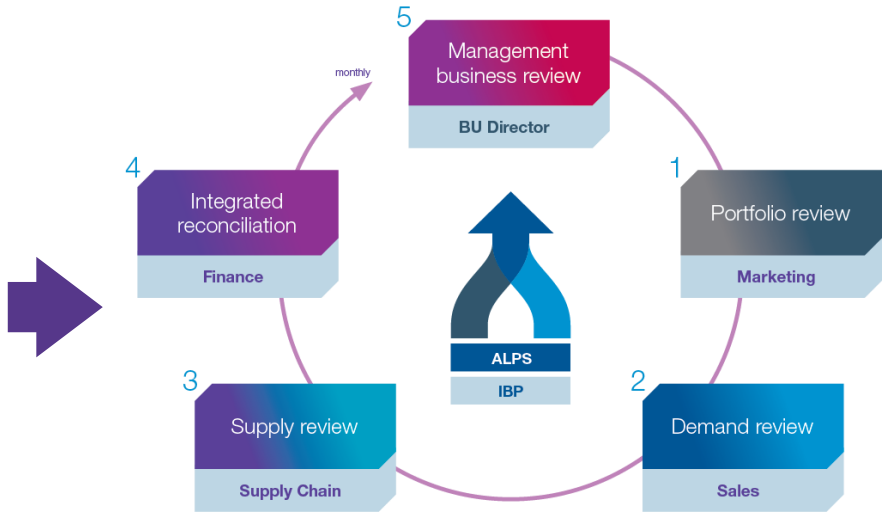 5
Management
business review
BU Director
monthly
4
Integrated
reconciliation
Finance
1
Portfolio review
Marketing
ALPS
IBP
3
Supply review
Supply Chain
2
Demand review
Sales